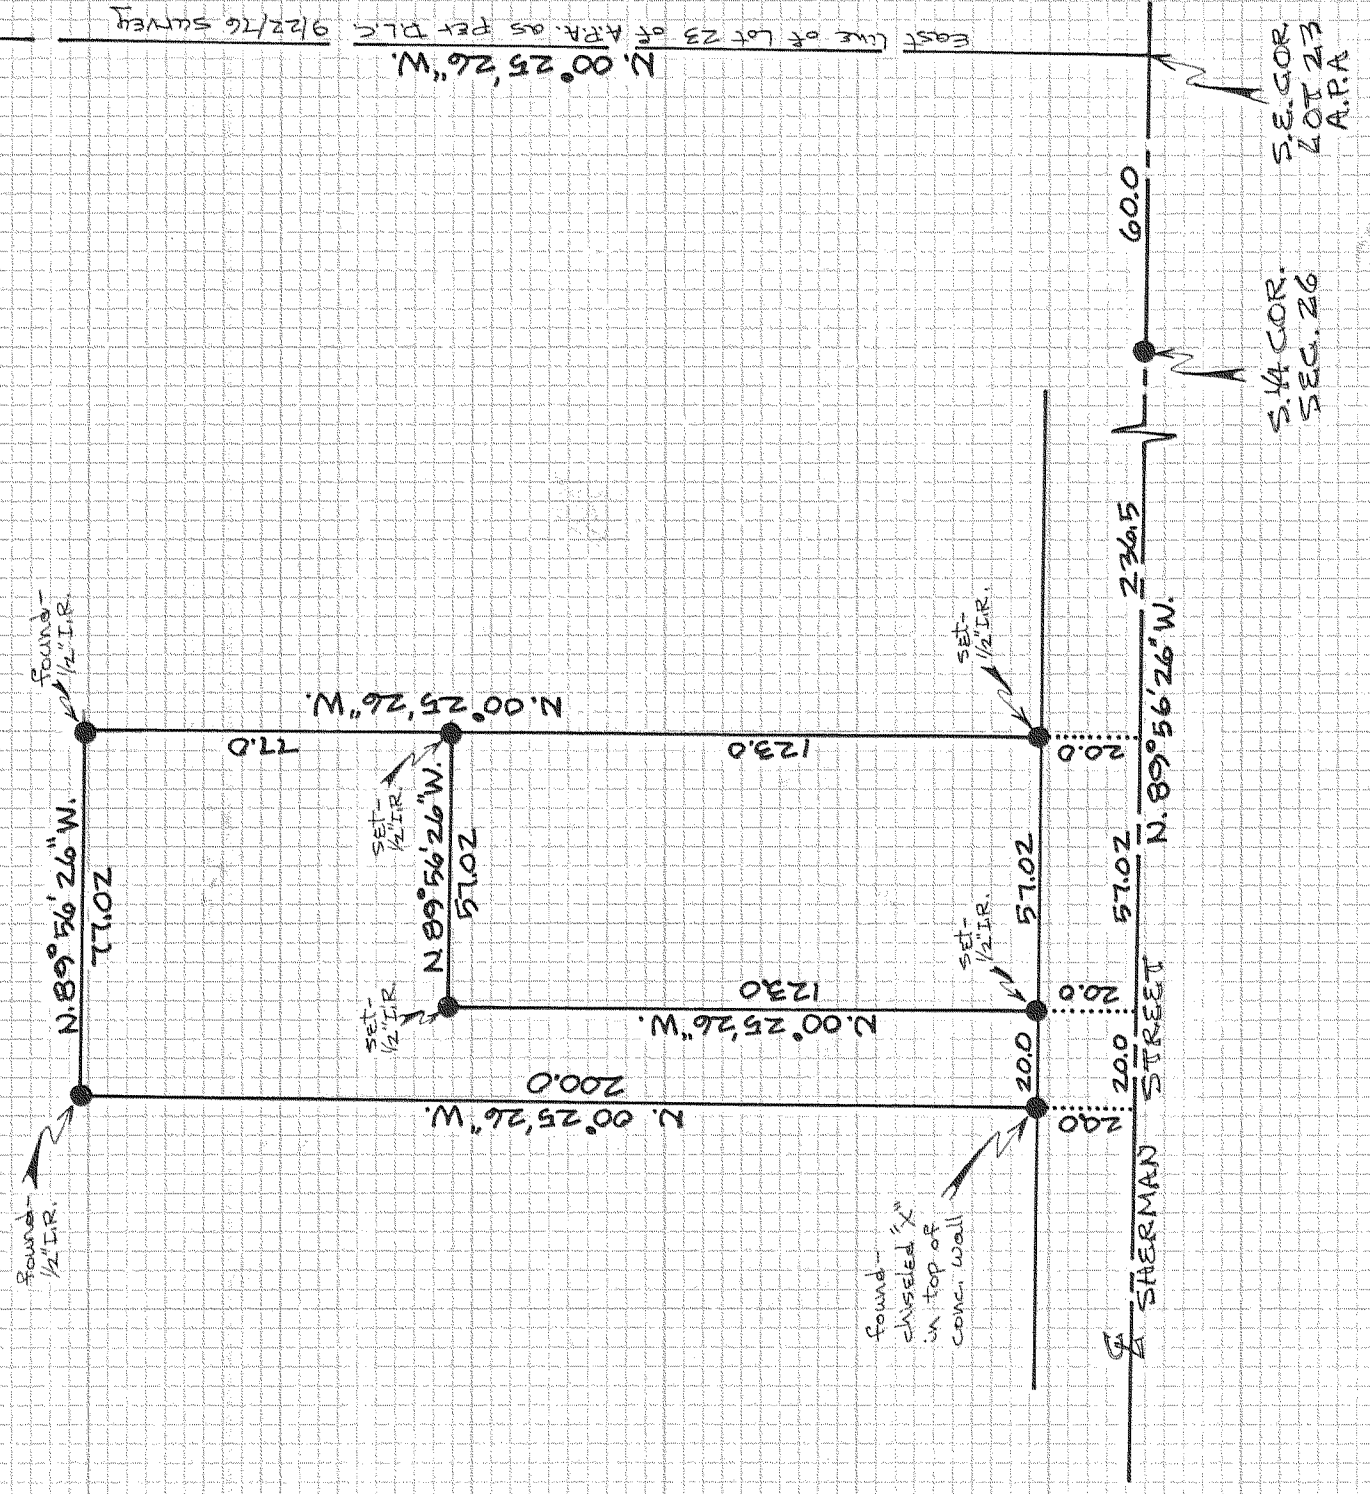 East Line of Lot 23 of A.P.A. as per D.L.C. 9/22/76 survey
N. 00° 25' 26" W.
S.E. COR
LOT 23
A.P.A
60.0
S.1/4 COR.
SEC. 26
236.5
N. 89° 56' 26" W.
found-
1/2" I.R.
N. 00° 25' 26" W.
77.0
123.0
set-
1/2" I.R.
20.0
N. 89° 56' 26" W.
77.02
set-
1/2" I.R.
N 89° 56' 26" W.
57.02
57.02
57.02
set-
1/2" I.R.
123.0
N. 00° 25' 26" W.
set-
1/2" I.R.
20.0
20.0
20.0
200.0
N. 00° 25' 26" W.
20.0
found-
1/2" I.R.
found-
chiseled "X"
in top of
conc. wall
SHERMAN STREET